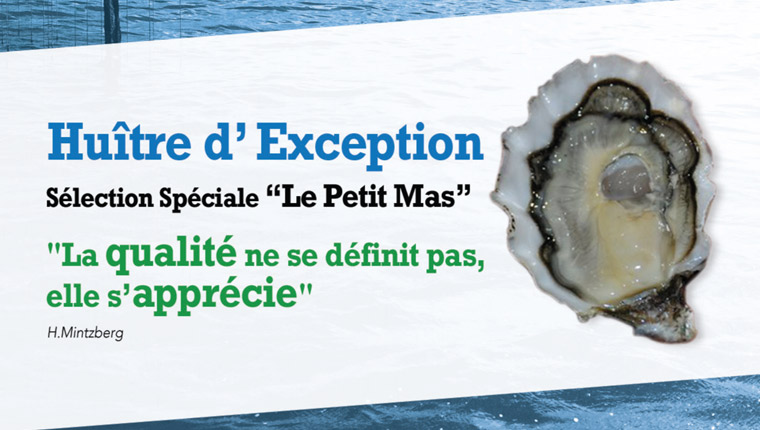 Huître d’ Exception
Sélection Spéciale “Le Petit Mas”
"La qualité ne se définit pas,
elle s’apprécie"
H.Mintzberg